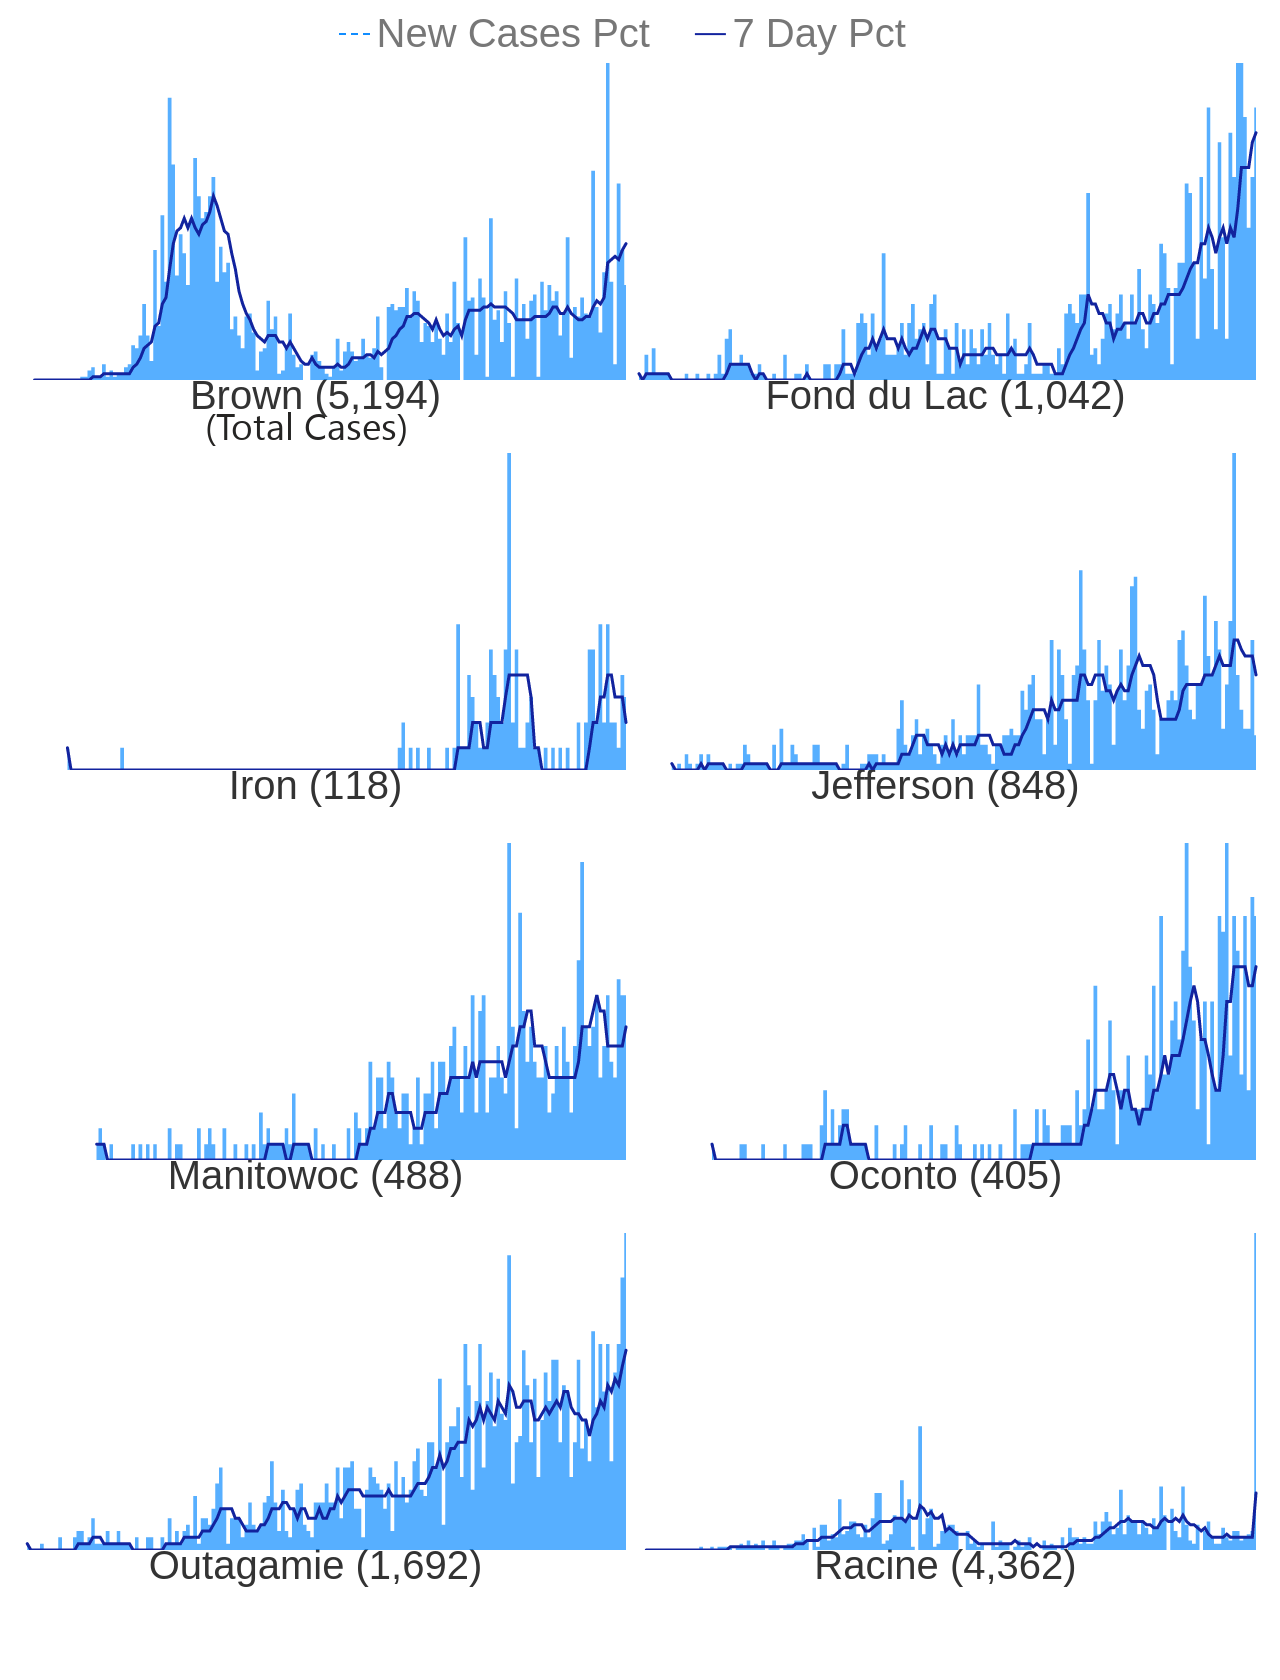 New Cases Pct 7 Day Pct
Brown (5,194) Fond du Lac (1,042)
(Total Cases)
Iron (118) Jefferson (848)
Manitowoc (488) Oconto (405)
Outagamie (1,692) Racine (4,362)